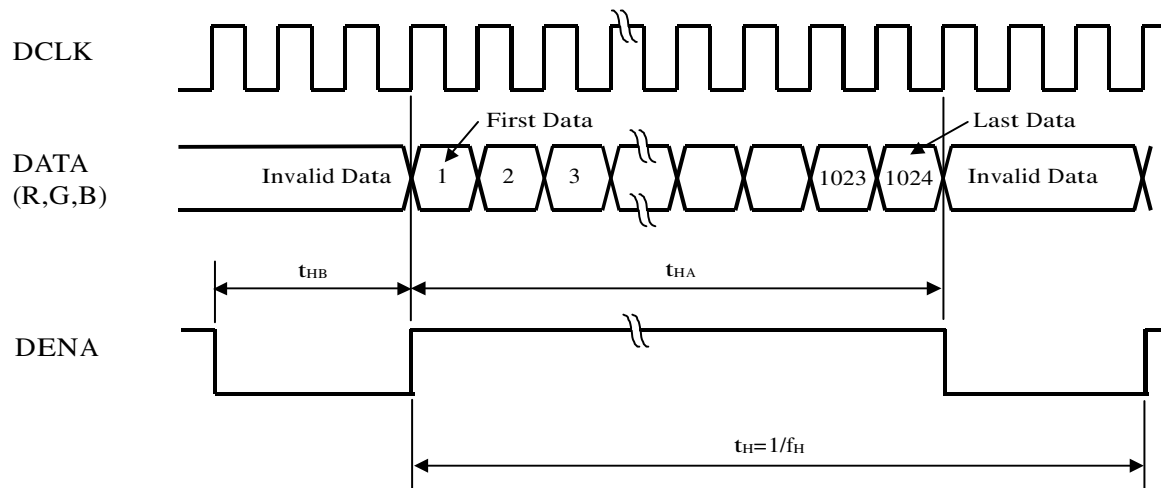 DCLK
First Data
Last Data
DATA
(R,G,B)
Invalid Data
1
2
3
1023
1024
Invalid Data
tHB
tHA
DENA
tH=1/fH